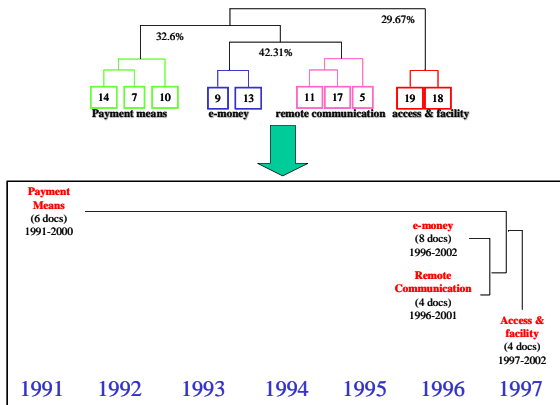 29.67%
32.6%
42.31%
14 7 10 9 13 11 17 5 19 18
Payment means e-money remote communication access & facility
Payment
Means
(6 docs)
1991-2000
e-money
(8 docs)
1996-2002
Remote
Communication
(4 docs)
1996-2001
Access &
facility
(4 docs)
1997-2002
1991 1992 1993 1994 1995 1996 1997